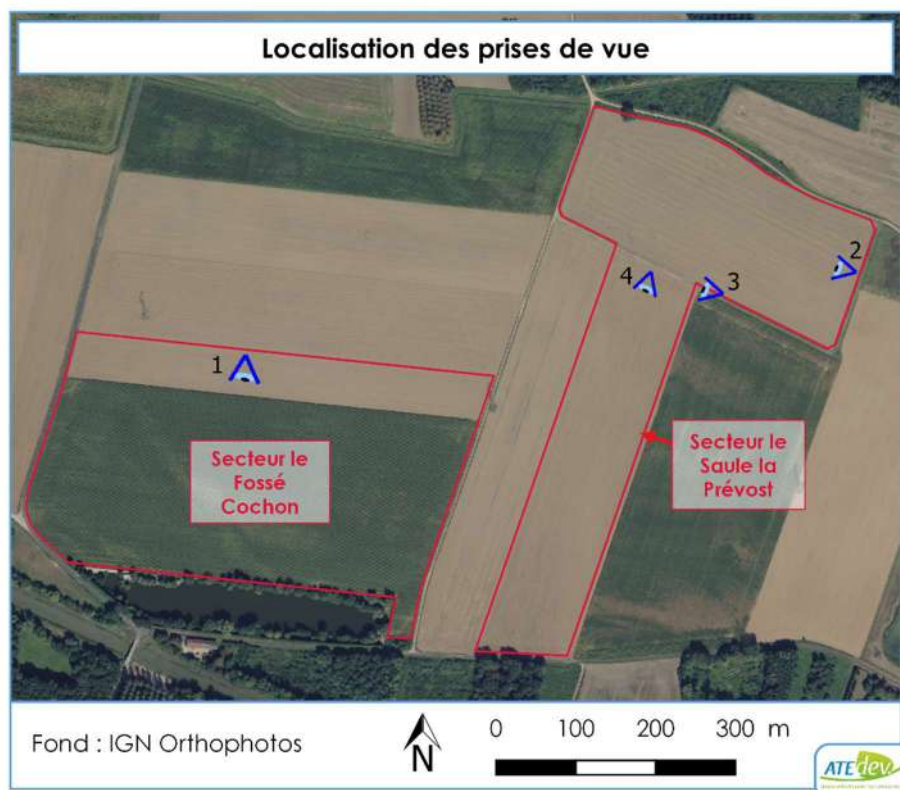 Localisation des prises de vue
2
4
3
1
Secteur le
Fossé
Cochon
Secteur le
Saule la
Prévost
Fond : IGN Orthophotos
N
0 100 200 300 m
ATEdev